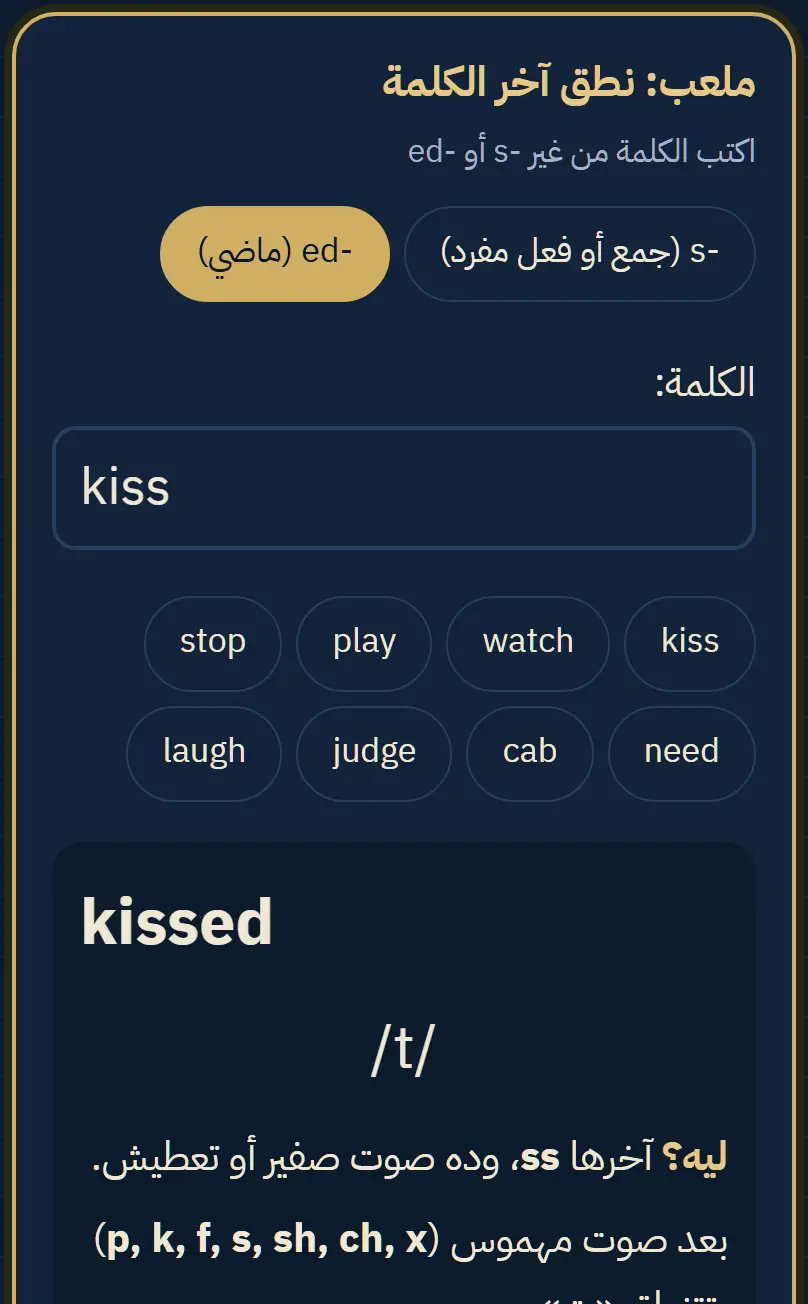 ملعب: نطق آخر الكلمة
اكتب الكلمة من غير -s أو -ed
-s (جمع أو فعل مفرد)
-ed (ماضي)
الكلمة:
kiss
kiss watch play stop
need cab judge laugh
kissed
/t/
ليه؟ آخرها ss، وده صوت صفير أو تعطيش.
بعد صوت مهموس (p, k, f, s, sh, ch, x)